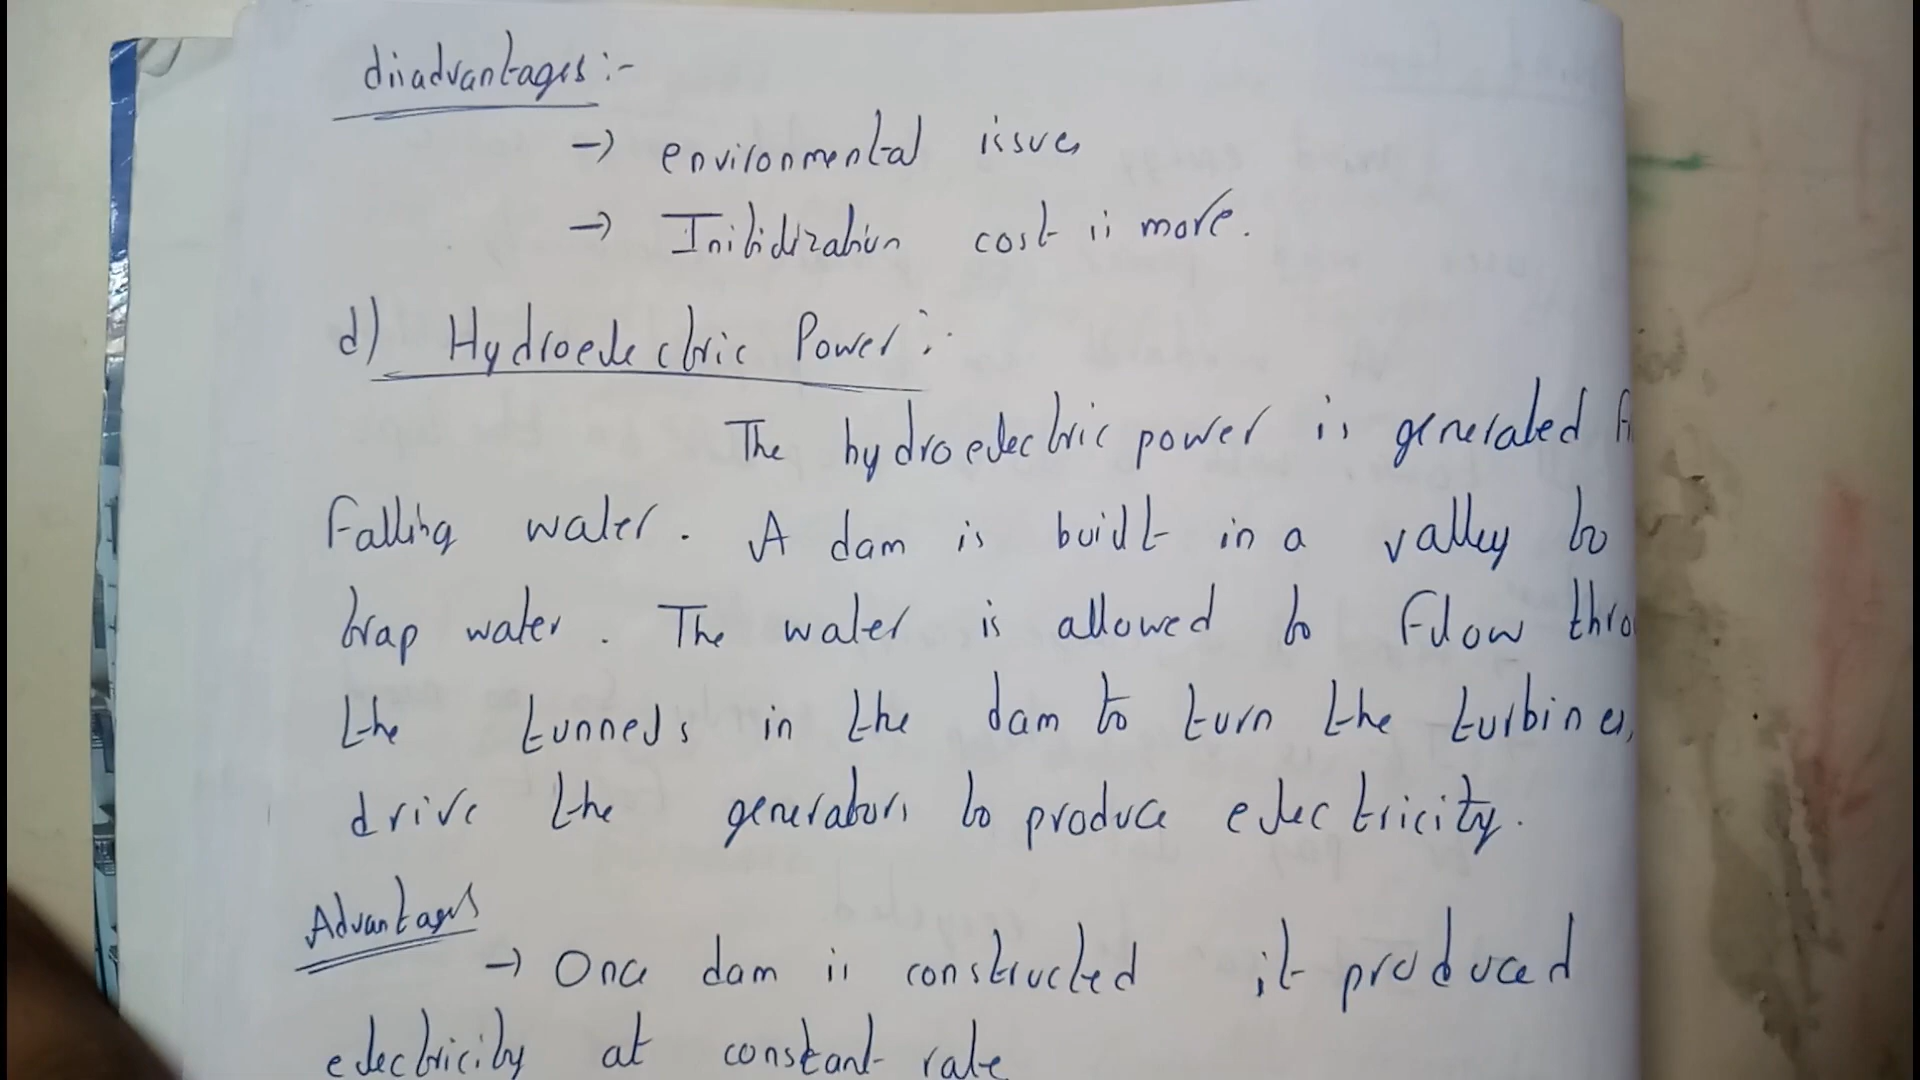 disadvantages :-
→ environmental issues
→ Initialization cost is more.
d) Hydroelectric Power :-
The hydroelectric power is generated
Falling water. A dam is built in a valley to
trap water. The water is allowed to Flow thro
the tunnels in the dam to turn the turbines,
drive the generators to produce electricity.
Advantages
→ Once dam is constructed it produced
electricity at constant rate